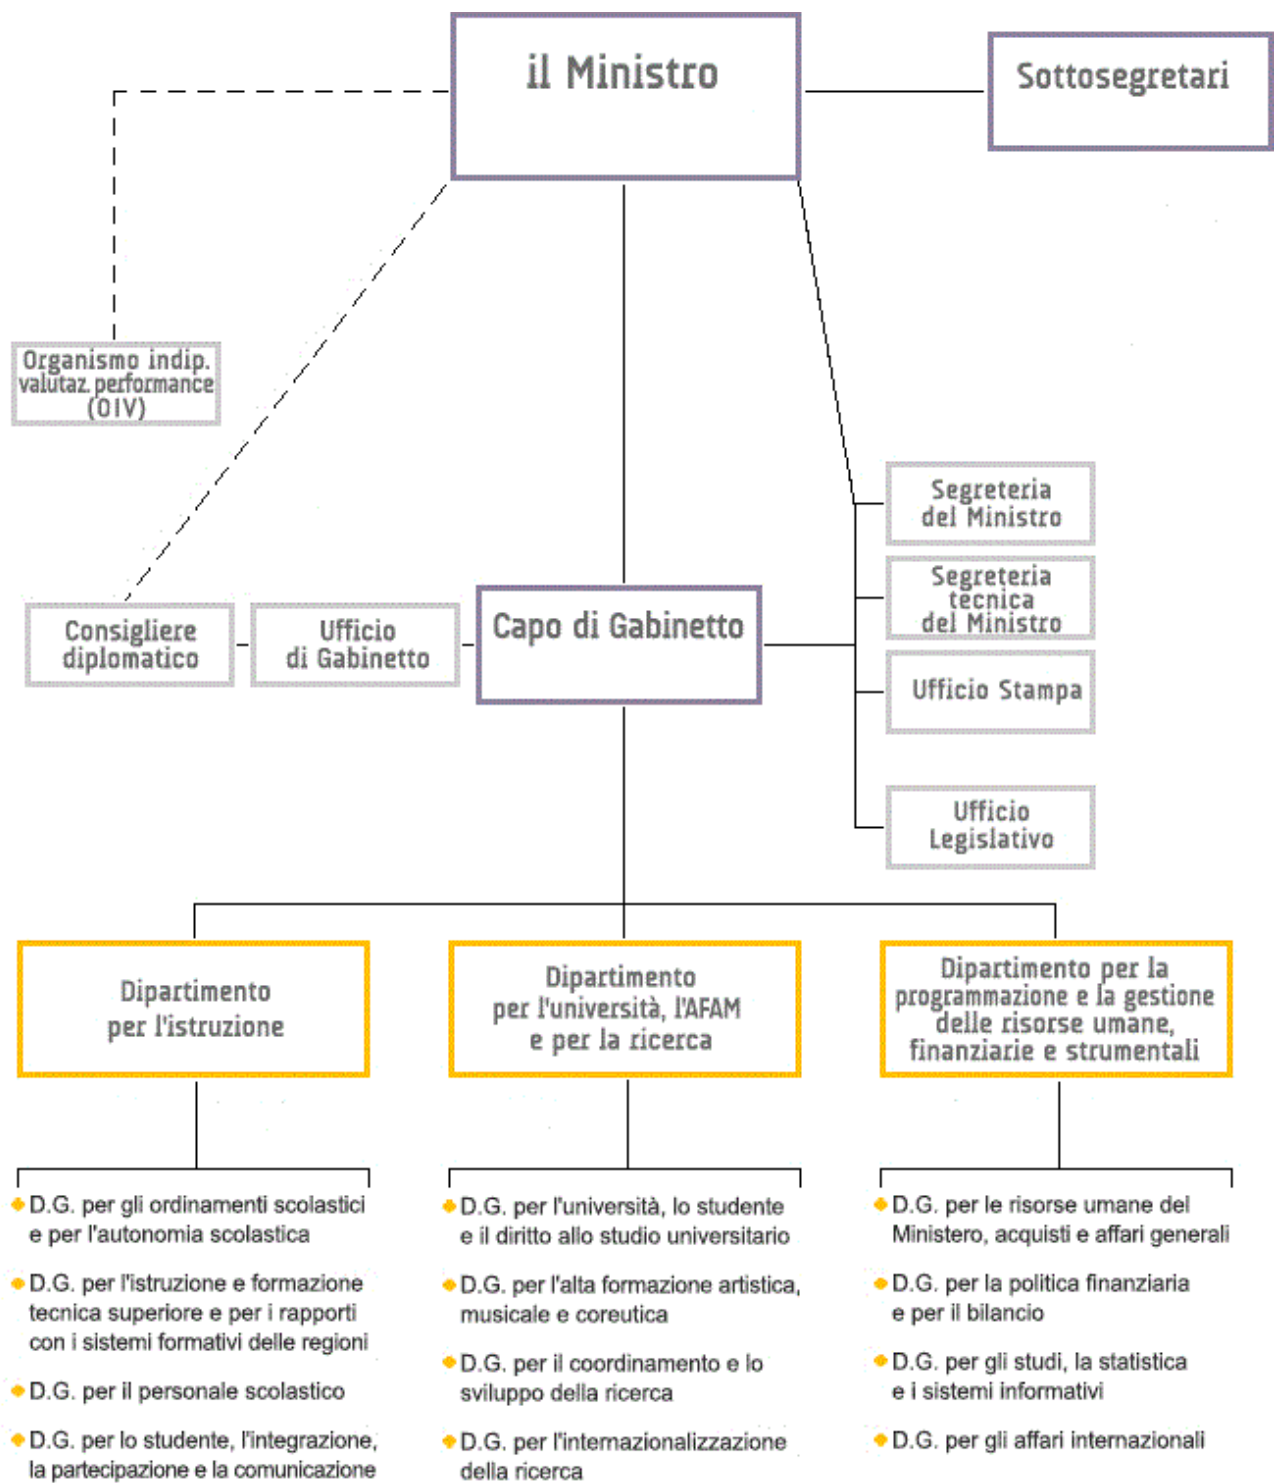 il Ministro
Sottosegretari
Organismo indip.
valutaz. performance
(OIV)
Segreteria
del Ministro
Segreteria
tecnica
del Ministro
Consigliere
diplomatico
Ufficio
di Gabinetto
Capo di Gabinetto
Ufficio Stampa
Ufficio
Legislativo
Dipartimento
per l'istruzione
Dipartimento
per l'università, l'AFAM
e per la ricerca
Dipartimento per la
programmazione e la gestione
delle risorse umane,
finanziarie e strumentali
D.G. per gli ordinamenti scolastici
e per l'autonomia scolastica
D.G. per l'istruzione e formazione
tecnica superiore e per i rapporti
con i sistemi formativi delle regioni
D.G. per il personale scolastico
D.G. per lo studente, l'integrazione,
la partecipazione e la comunicazione
D.G. per l'università, lo studente
e il diritto allo studio universitario
D.G. per l'alta formazione artistica,
musicale e coreutica
D.G. per il coordinamento e lo
sviluppo della ricerca
D.G. per l'internazionalizzazione
della ricerca
D.G. per le risorse umane del
Ministero, acquisti e affari generali
D.G. per la politica finanziaria
e per il bilancio
D.G. per gli studi, la statistica
e i sistemi informativi
D.G. per gli affari internazionali